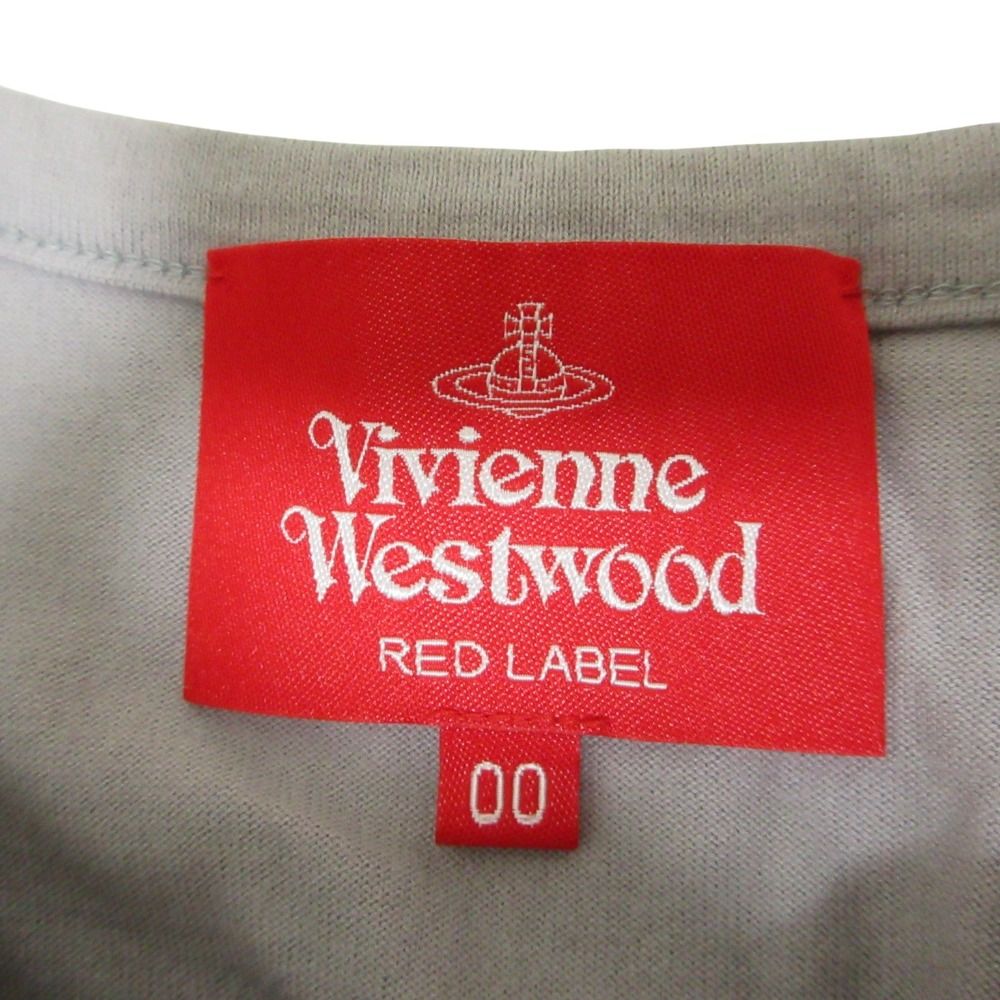 Vivienne
Westwood
RED LABEL
00